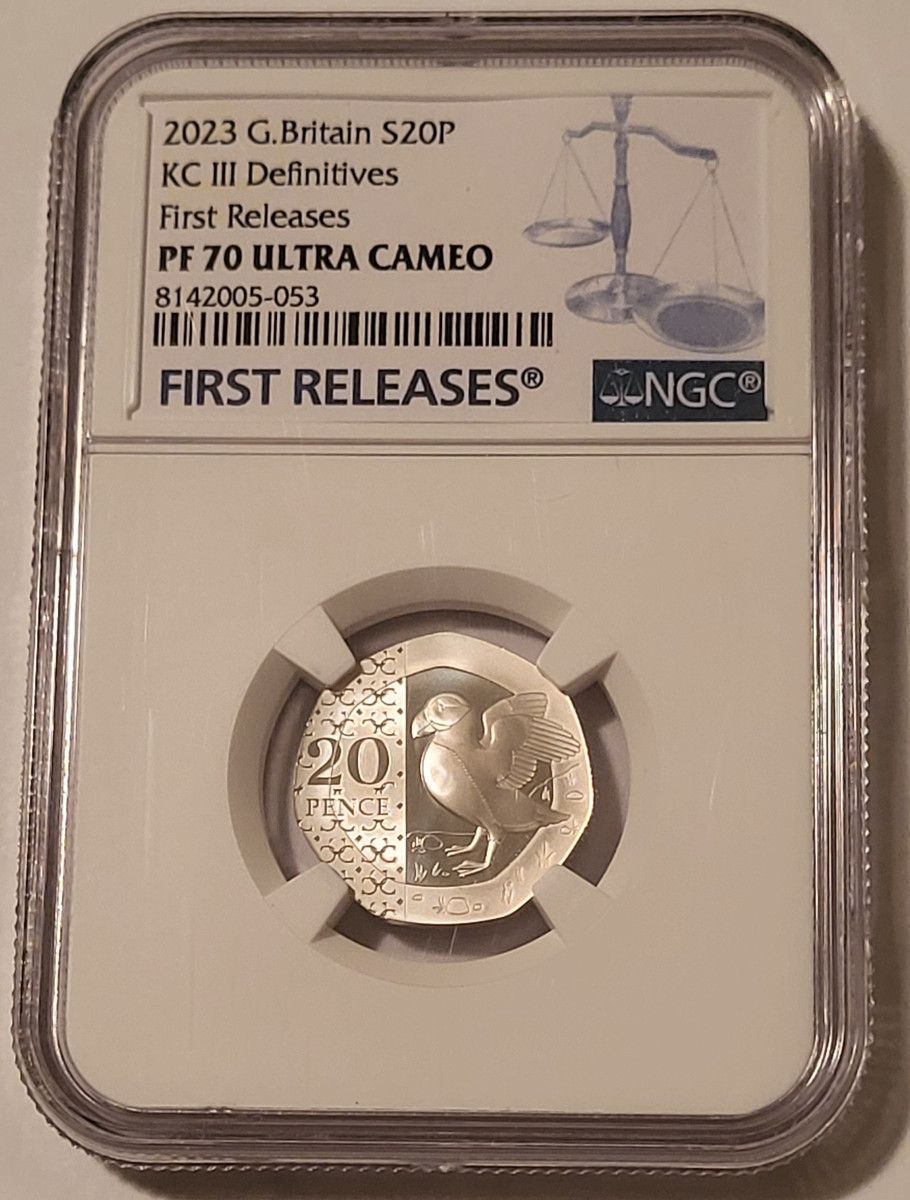 2023 G.Britain S20P
KC III Definitives
First Releases
PF 70 ULTRA CAMEO
8142005-053
FIRST RELEASES®
NGC®
20
PENCE